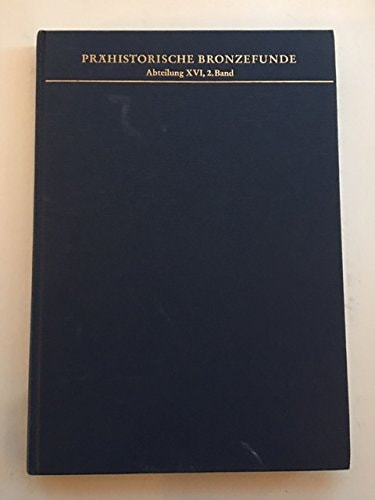 PRÄHISTORISCHE BRONZEFUNDE
Abteilung XVI, 2. Band